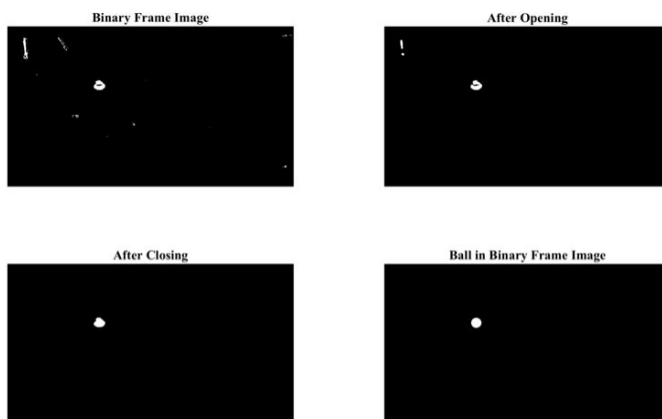 Binary Frame Image
After Opening
After Closing
Ball in Binary Frame Image